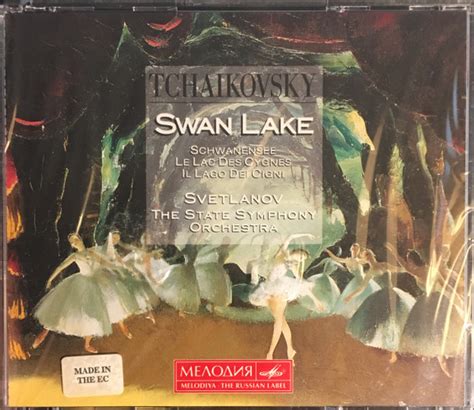 TCHAIKOVSKY
SWAN LAKE
SCHWANENSEE
LE LAC DES CYGNES
IL LAGO DEI CIGNI
SVETLANOV
THE STATE SYMPHONY
ORCHESTRA
MADE IN
THE EC
МЕЛОДИЯ
MELODIYA · THE RUSSIAN LABEL